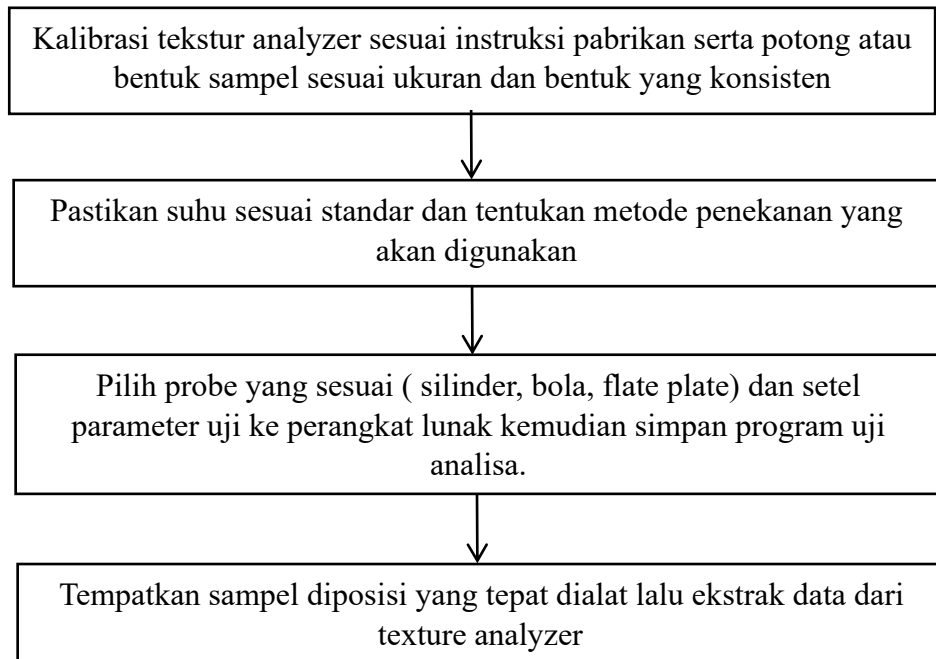 Kalibrasi tekstur analyzer sesuai instruksi pabrikan serta potong atau
bentuk sampel sesuai ukuran dan bentuk yang konsisten
Pastikan suhu sesuai standar dan tentukan metode penekanan yang
akan digunakan
Pilih probe yang sesuai ( silinder, bola, flate plate) dan setel
parameter uji ke perangkat lunak kemudian simpan program uji
analisa.
Tempatkan sampel diposisi yang tepat dialat lalu ekstrak data dari
texture analyzer